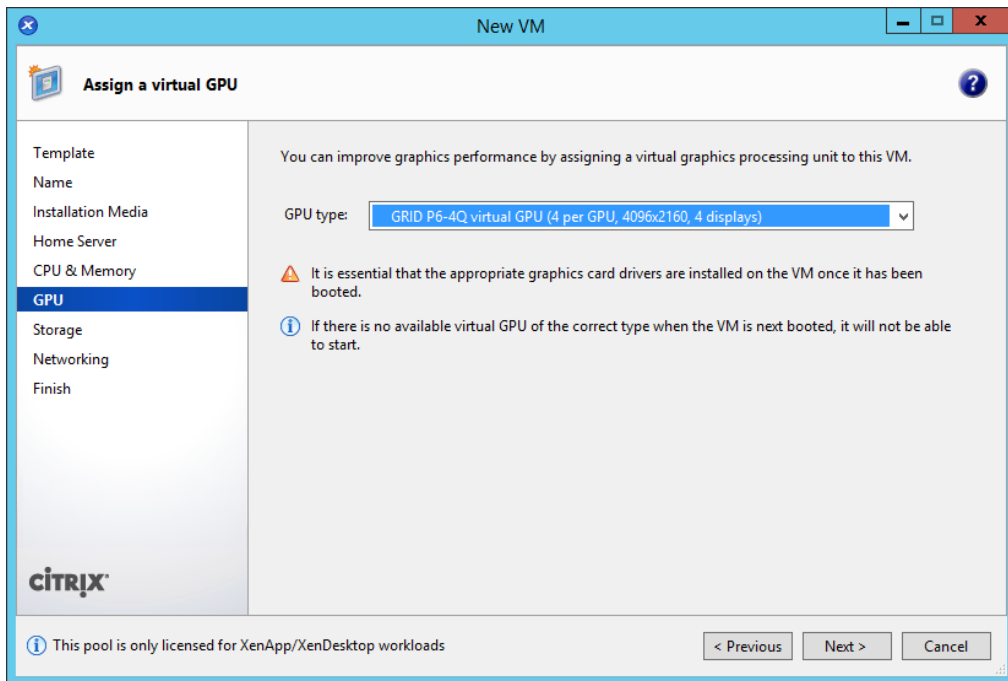 New VM
Assign a virtual GPU
Template
Name
Installation Media
Home Server
CPU & Memory
GPU
Storage
Networking
Finish
You can improve graphics performance by assigning a virtual graphics processing unit to this VM.
GPU type:
GRID P6-4Q virtual GPU (4 per GPU, 4096x2160, 4 displays)
It is essential that the appropriate graphics card drivers are installed on the VM once it has been
booted.
If there is no available virtual GPU of the correct type when the VM is next booted, it will not be able
to start.
CİTRİX
This pool is only licensed for XenApp/XenDesktop workloads
< Previous
Next >
Cancel